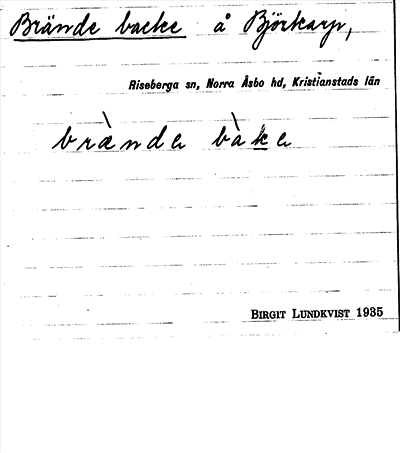 Brände backe å Björkarp,
Riseberga sn, Norra Åsbo hd, Kristianstads län
brànde bàke
BIRGIT LUNDKVIST 1935